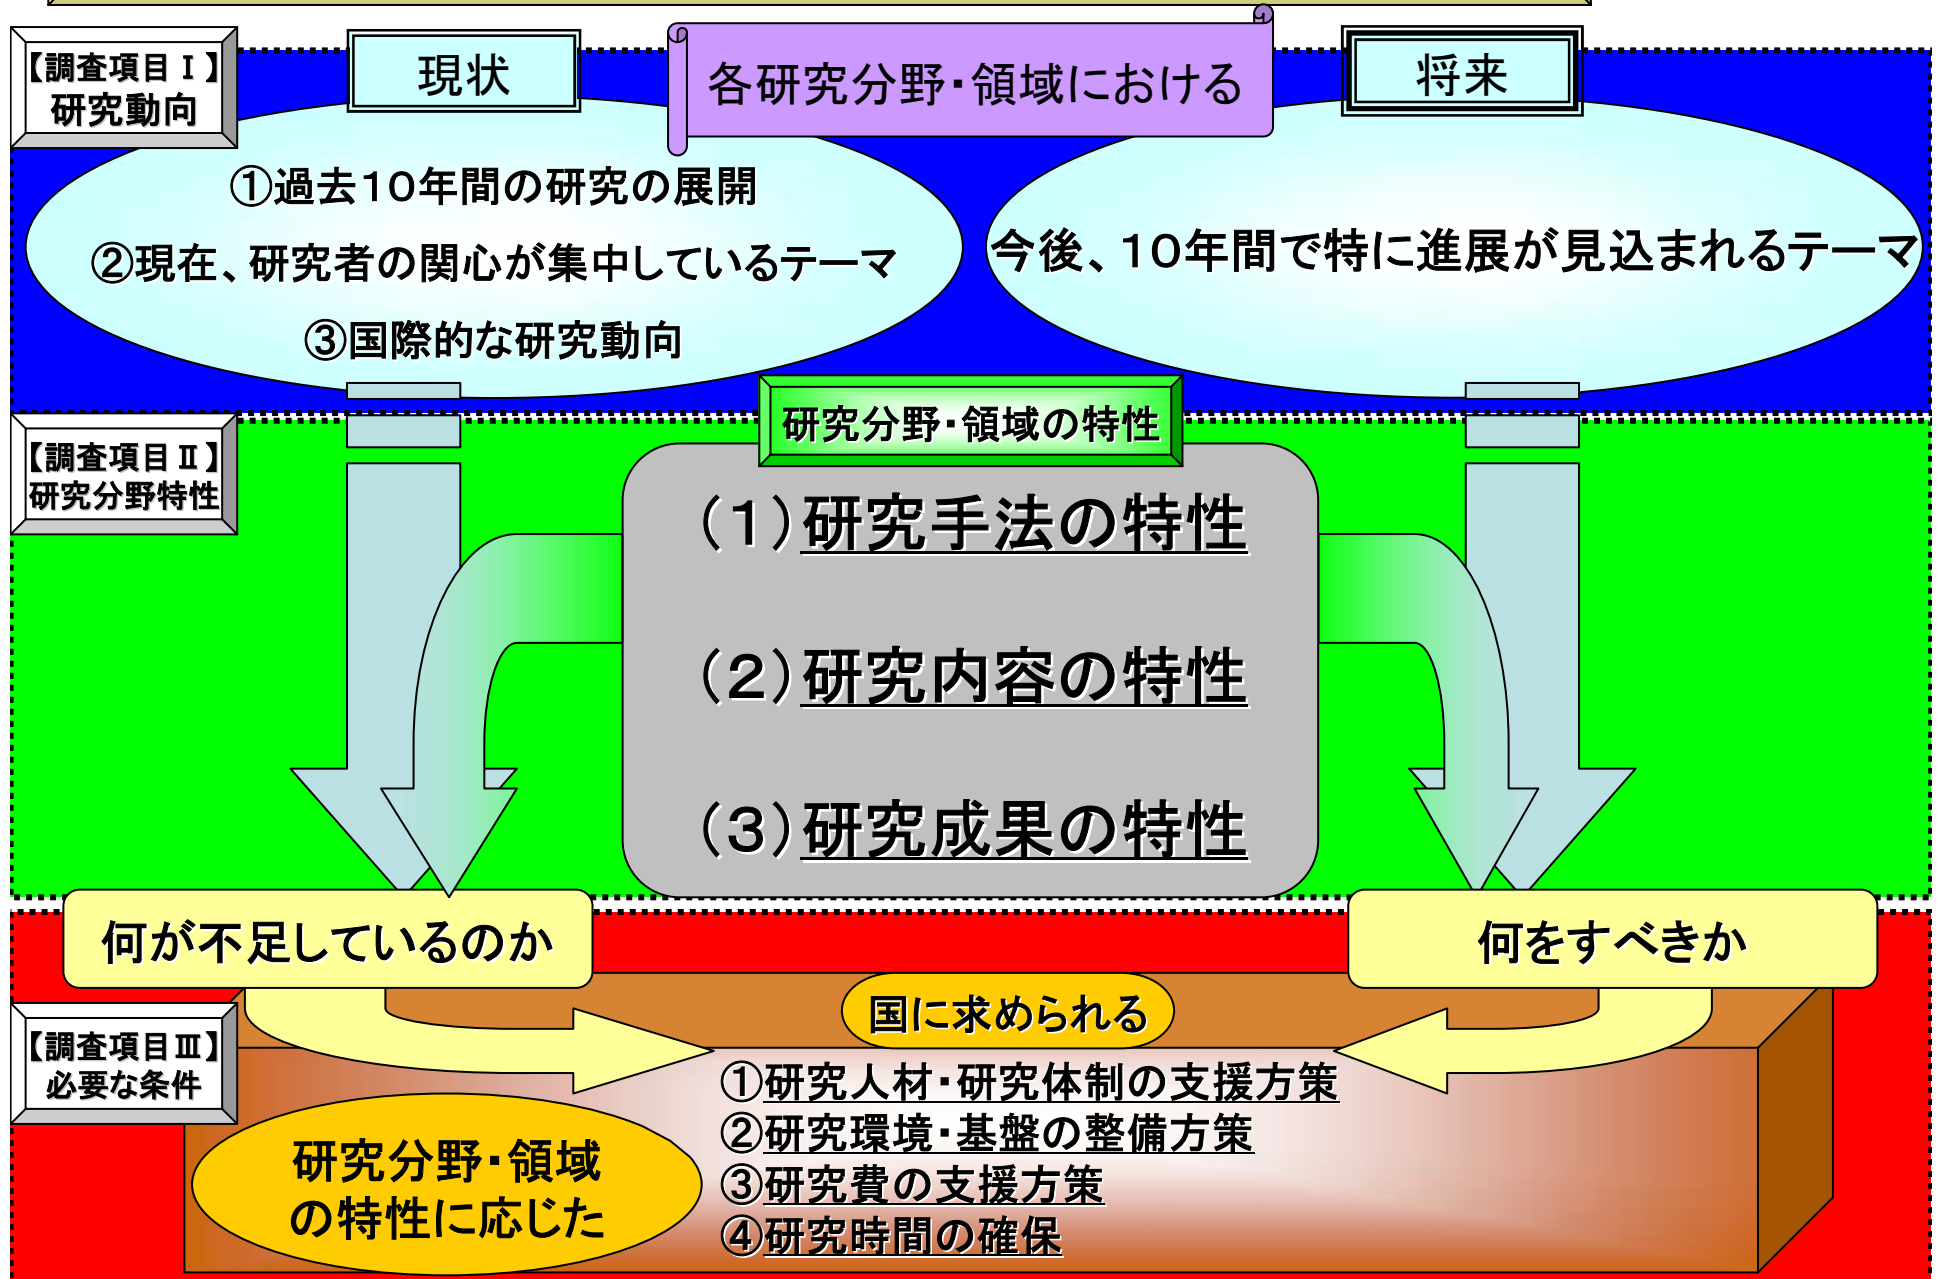 【調査項目Ⅰ】
研究動向
現状
各研究分野・領域における
将来
①過去10年間の研究の展開
②現在、研究者の関心が集中しているテーマ
③国際的な研究動向
今後、10年間で特に進展が見込まれるテーマ
【調査項目Ⅱ】
研究分野特性
研究分野・領域の特性
（1）研究手法の特性
（2）研究内容の特性
（3）研究成果の特性
何が不足しているのか
何をすべきか
【調査項目Ⅲ】
必要な条件
国に求められる
研究分野・領域
の特性に応じた
①研究人材・研究体制の支援方策
②研究環境・基盤の整備方策
③研究費の支援方策
④研究時間の確保